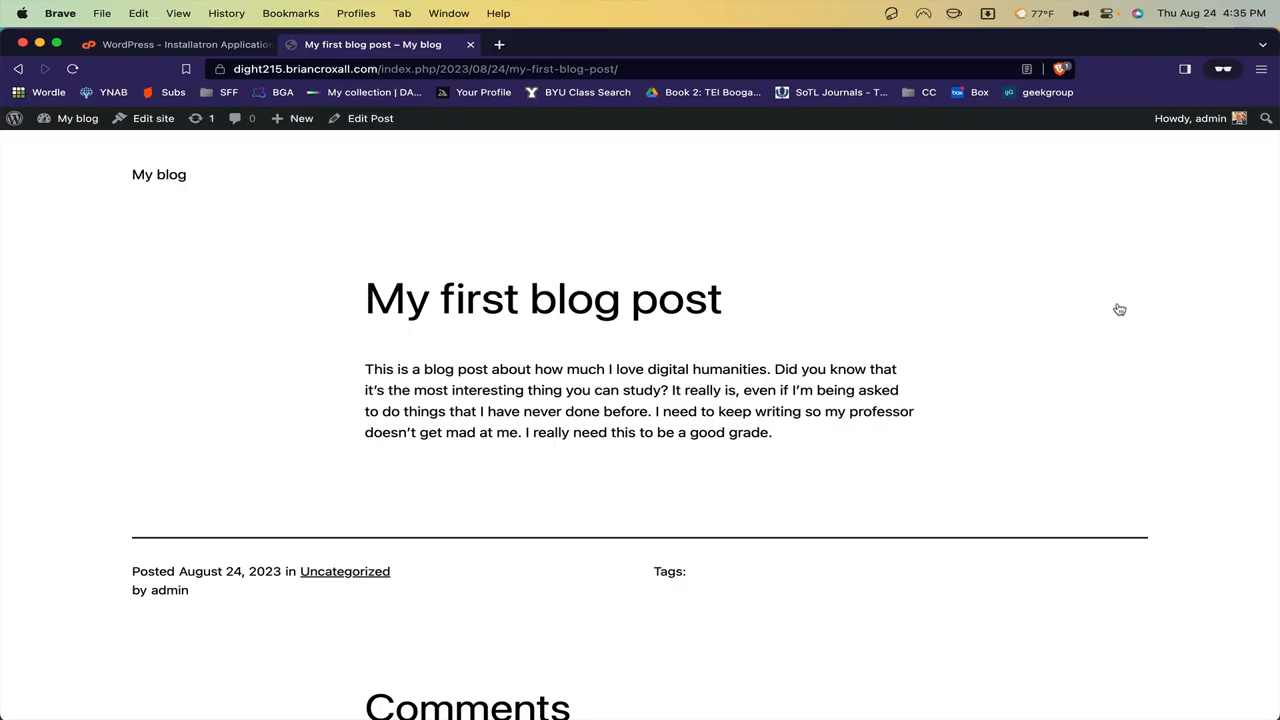 Brave File Edit View History Bookmarks Profiles Tab Window Help 77°F Thu Aug 24 4:35 PM
WordPress - Installatron Applicatio
My first blog post – My blog
dight215.briancroxall.com/index.php/2023/08/24/my-first-blog-post/
1
Wordle YNAB Subs SFF BGA My collection | DA... Your Profile BYU Class Search Book 2: TEI Booga... SoTL Journals - T... CC Box geekgroup
My blog Edit site 1 0 New Edit Post Howdy, admin
My blog
My first blog post
This is a blog post about how much I love digital humanities. Did you know that
it’s the most interesting thing you can study? It really is, even if I’m being asked
to do things that I have never done before. I need to keep writing so my professor
doesn’t get mad at me. I really need this to be a good grade.
Posted August 24, 2023 in Uncategorized
by admin
Tags:
Comments